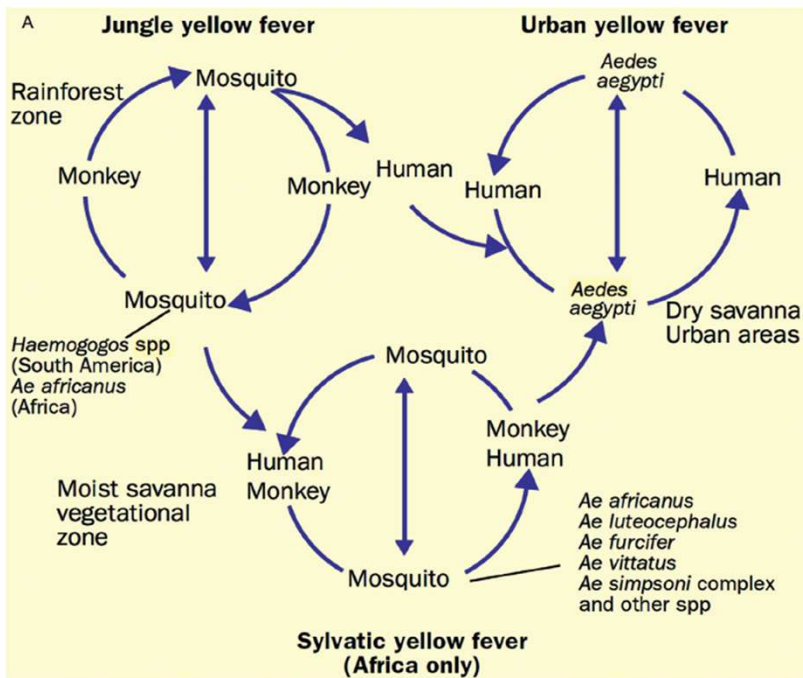 A
Jungle yellow fever
Urban yellow fever
Rainforest
zone
Mosquito
Monkey
Monkey
Human
Mosquito
Haemogogos spp
(South America)
Ae africanus
(Africa)
Aedes
aegypti
Human
Human
Aedes
aegypti
Dry savanna
Urban areas
Mosquito
Human
Monkey
Monkey
Human
Moist savanna
vegetational
zone
Mosquito
Ae africanus
Ae luteocephalus
Ae furcifer
Ae vittatus
Ae simpsoni complex
and other spp
Sylvatic yellow fever
(Africa only)